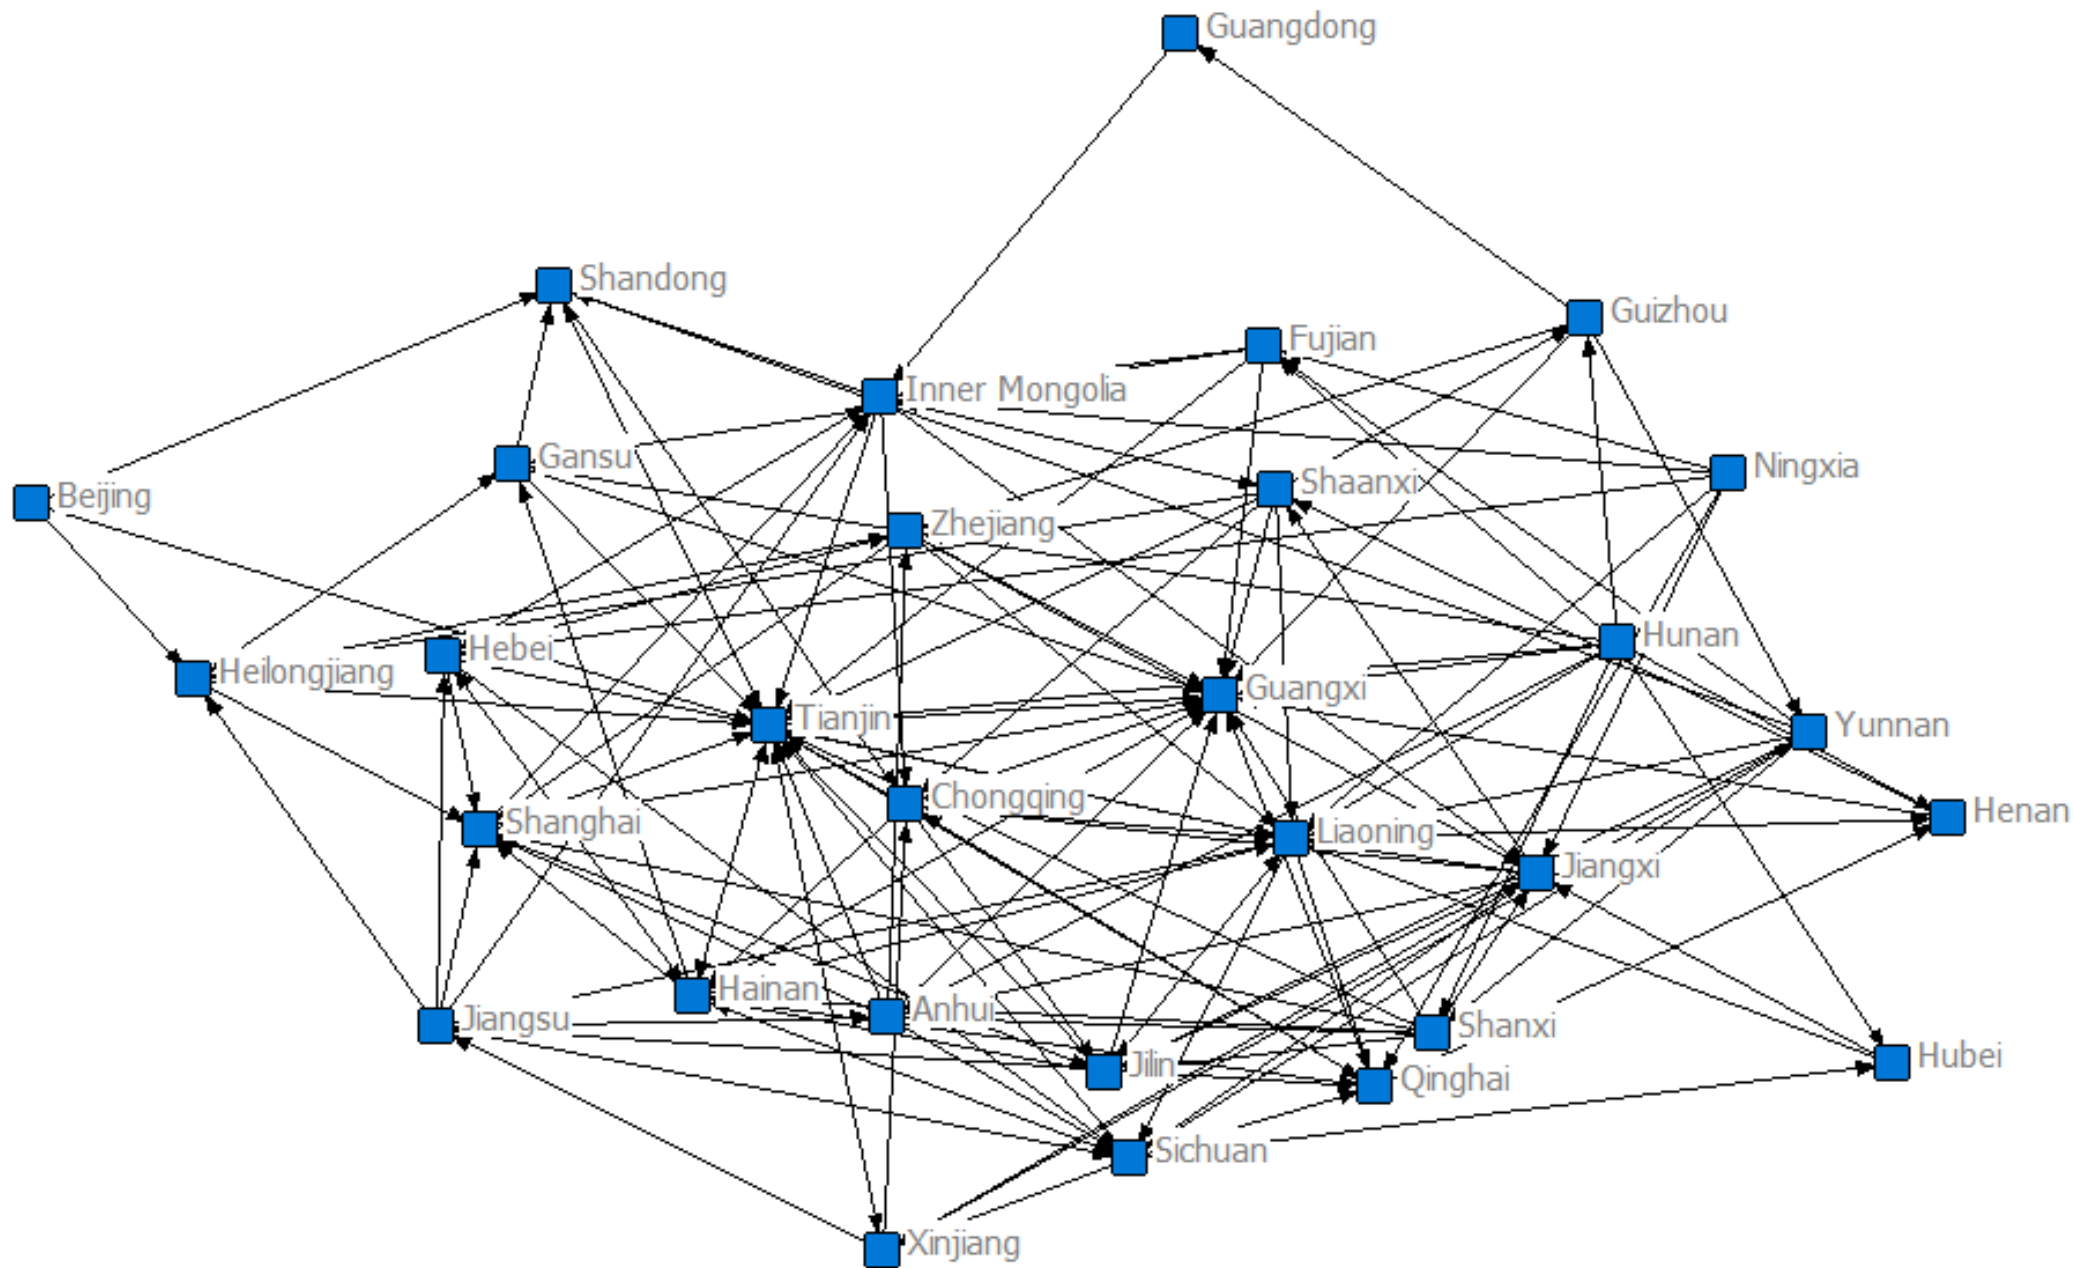 Guangdong
Shandong
Guizhou
Fujian
Inner Mongolia
Gansu
Ningxia
Shaanxi
Beijing
Zhejiang
Hunan
Hebei
Heilongjiang
Guangxi
Tianjin
Yunnan
Chongqing
Henan
Shanghai
Liaoning
Jiangxi
Hainan
Anhui
Jiangsu
Shanxi
Hubei
Jilin
Qinghai
Sichuan
Xinjiang